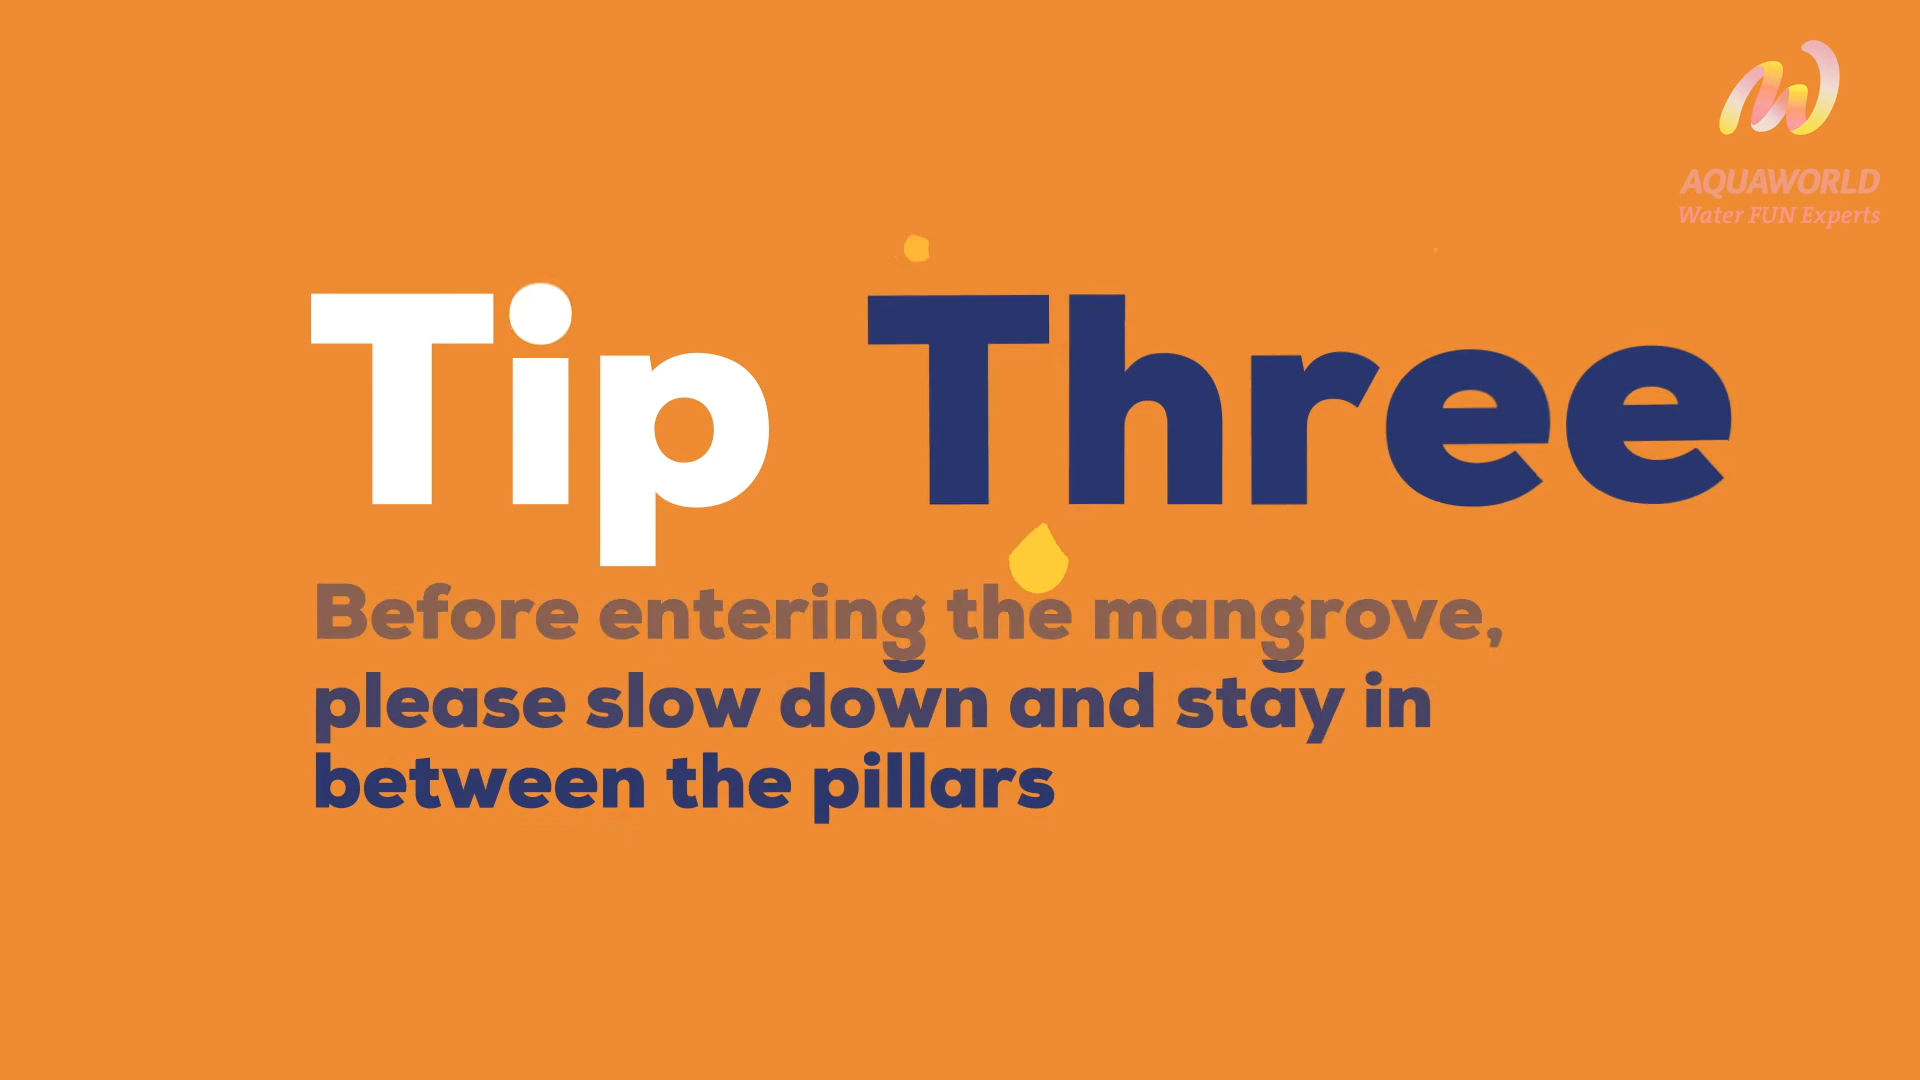 AQUAWORLD
Water FUN Experts
Tip Three
Before entering the mangrove,
please slow down and stay in
between the pillars